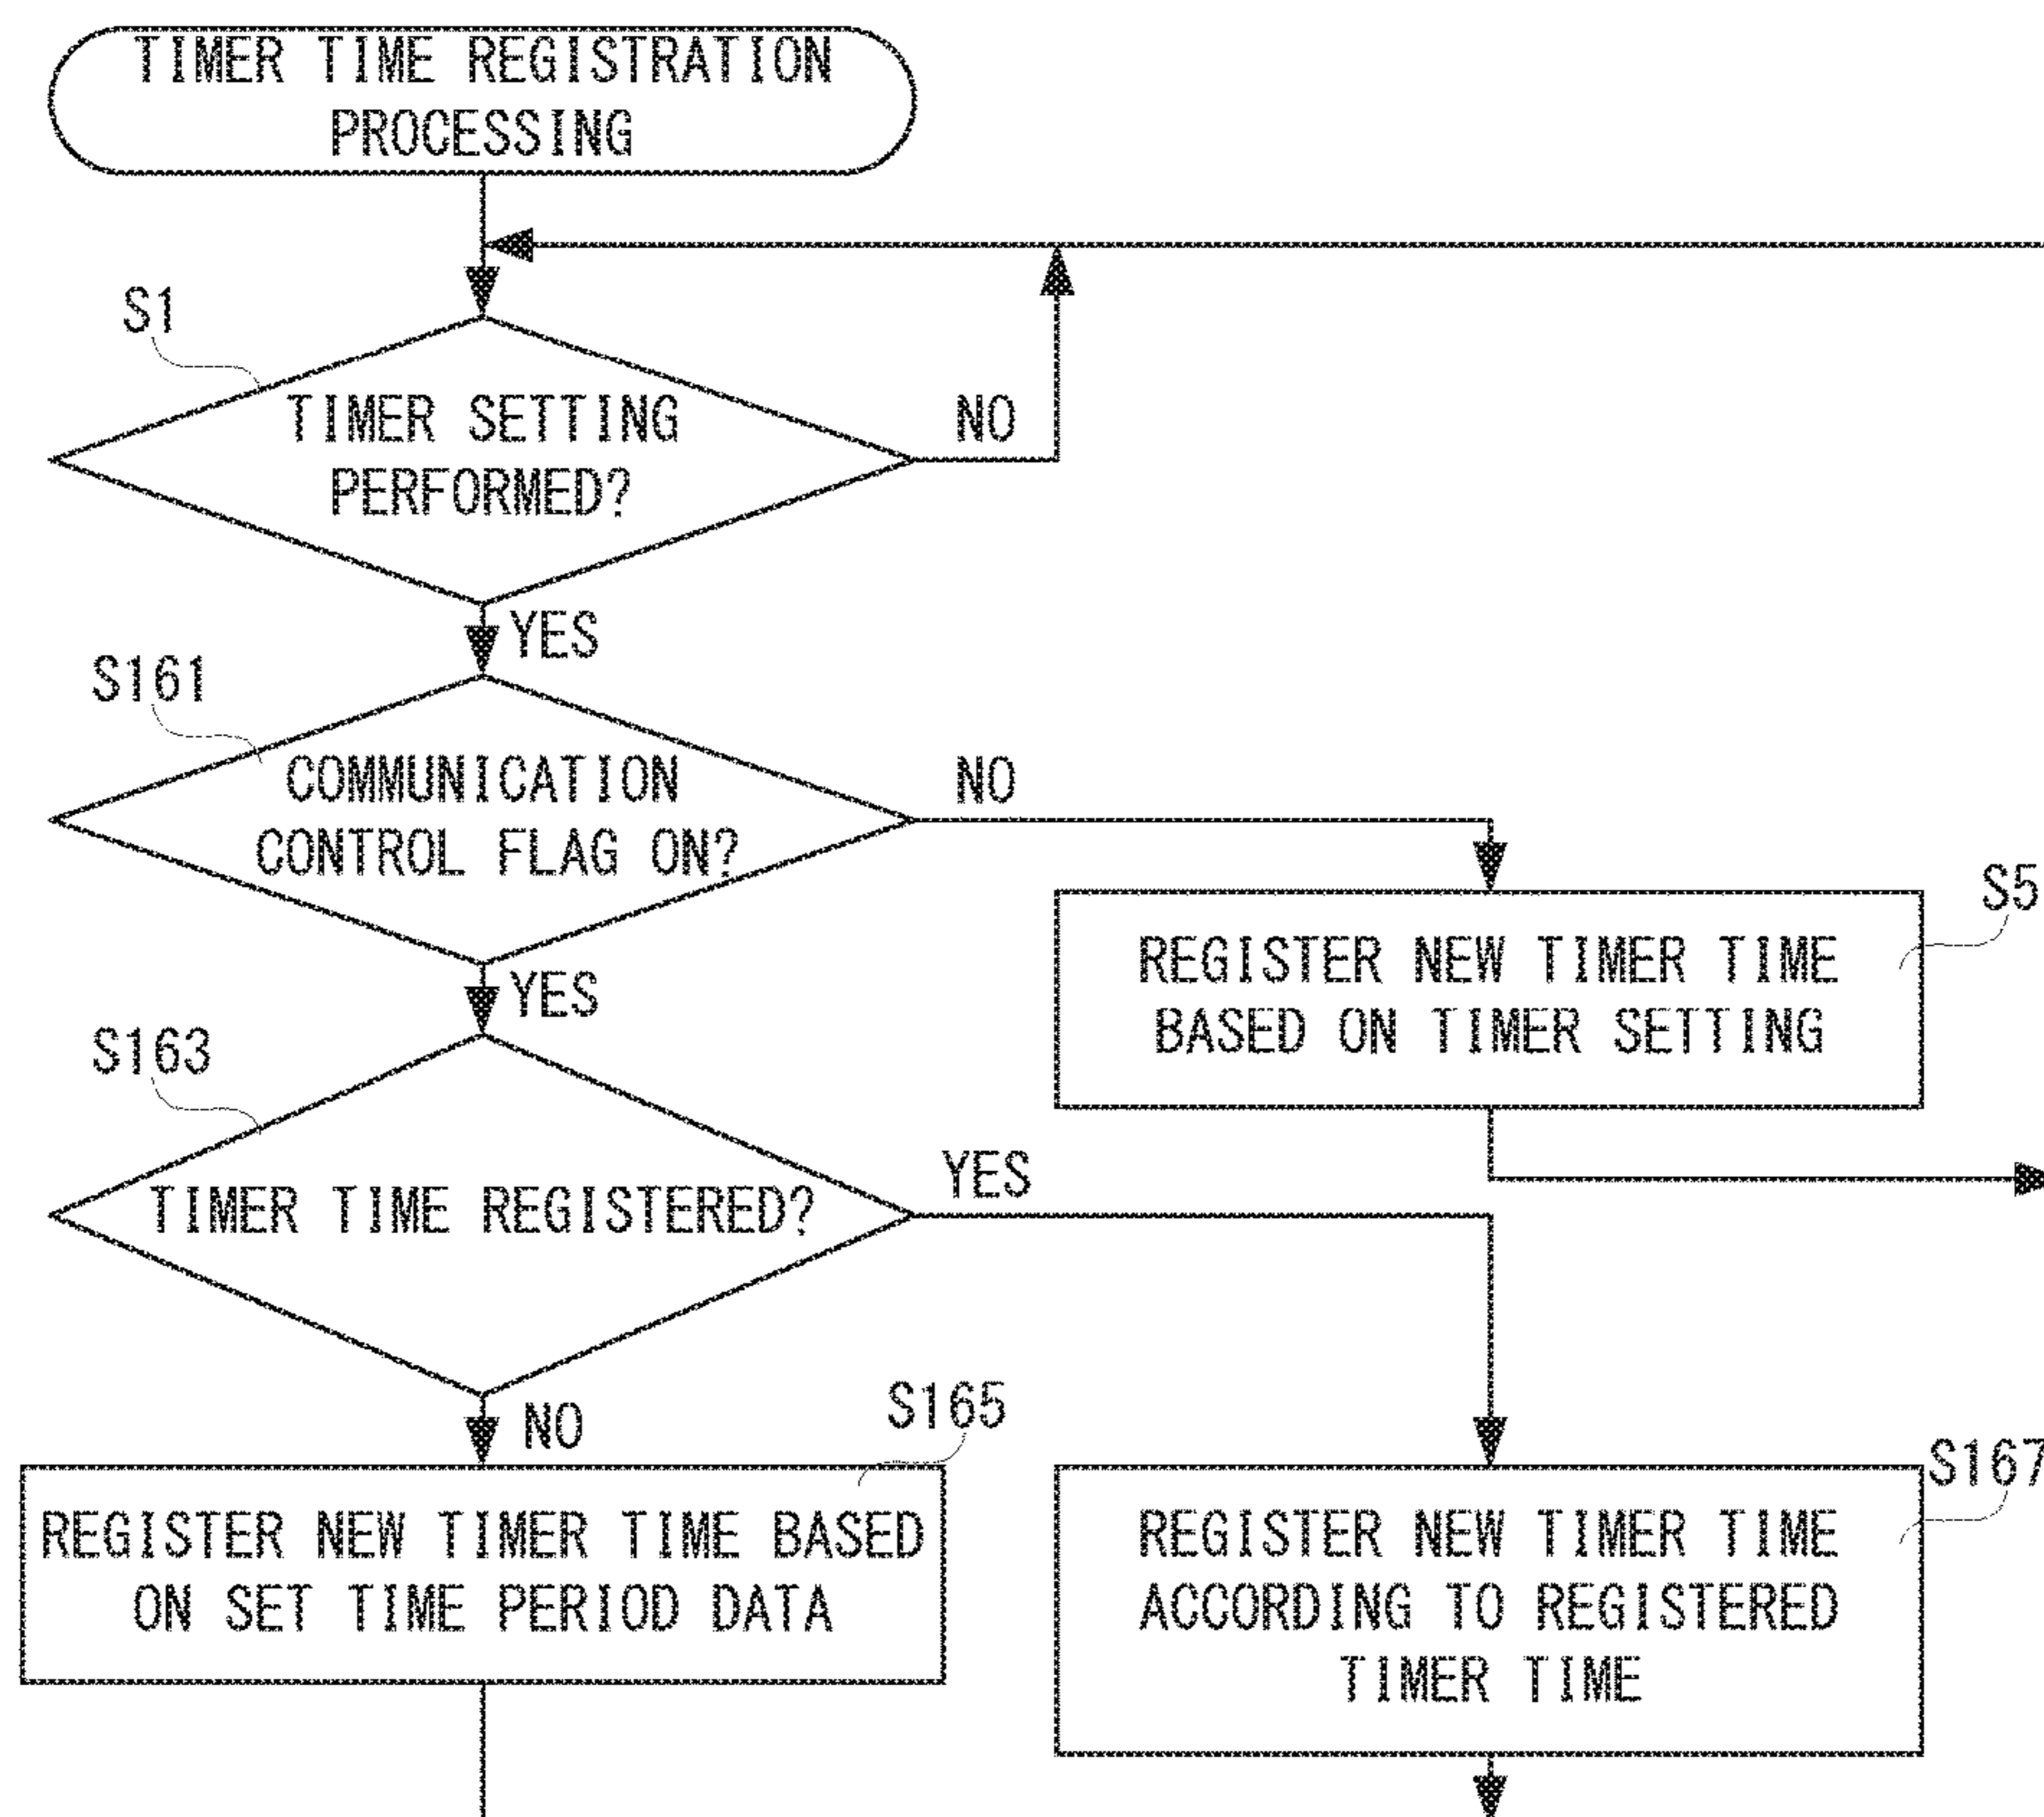 TIMER TIME REGISTRATION
PROCESSING
S1
TIMER SETTING
PERFORMED?
NO
YES
S161
COMMUNICATION
CONTROL FLAG ON?
NO
S5
REGISTER NEW TIMER TIME
BASED ON TIMER SETTING
YES
S163
TIMER TIME REGISTERED?
YES
NO
S165
REGISTER NEW TIMER TIME BASED
ON SET TIME PERIOD DATA
S167
REGISTER NEW TIMER TIME
ACCORDING TO REGISTERED
TIMER TIME